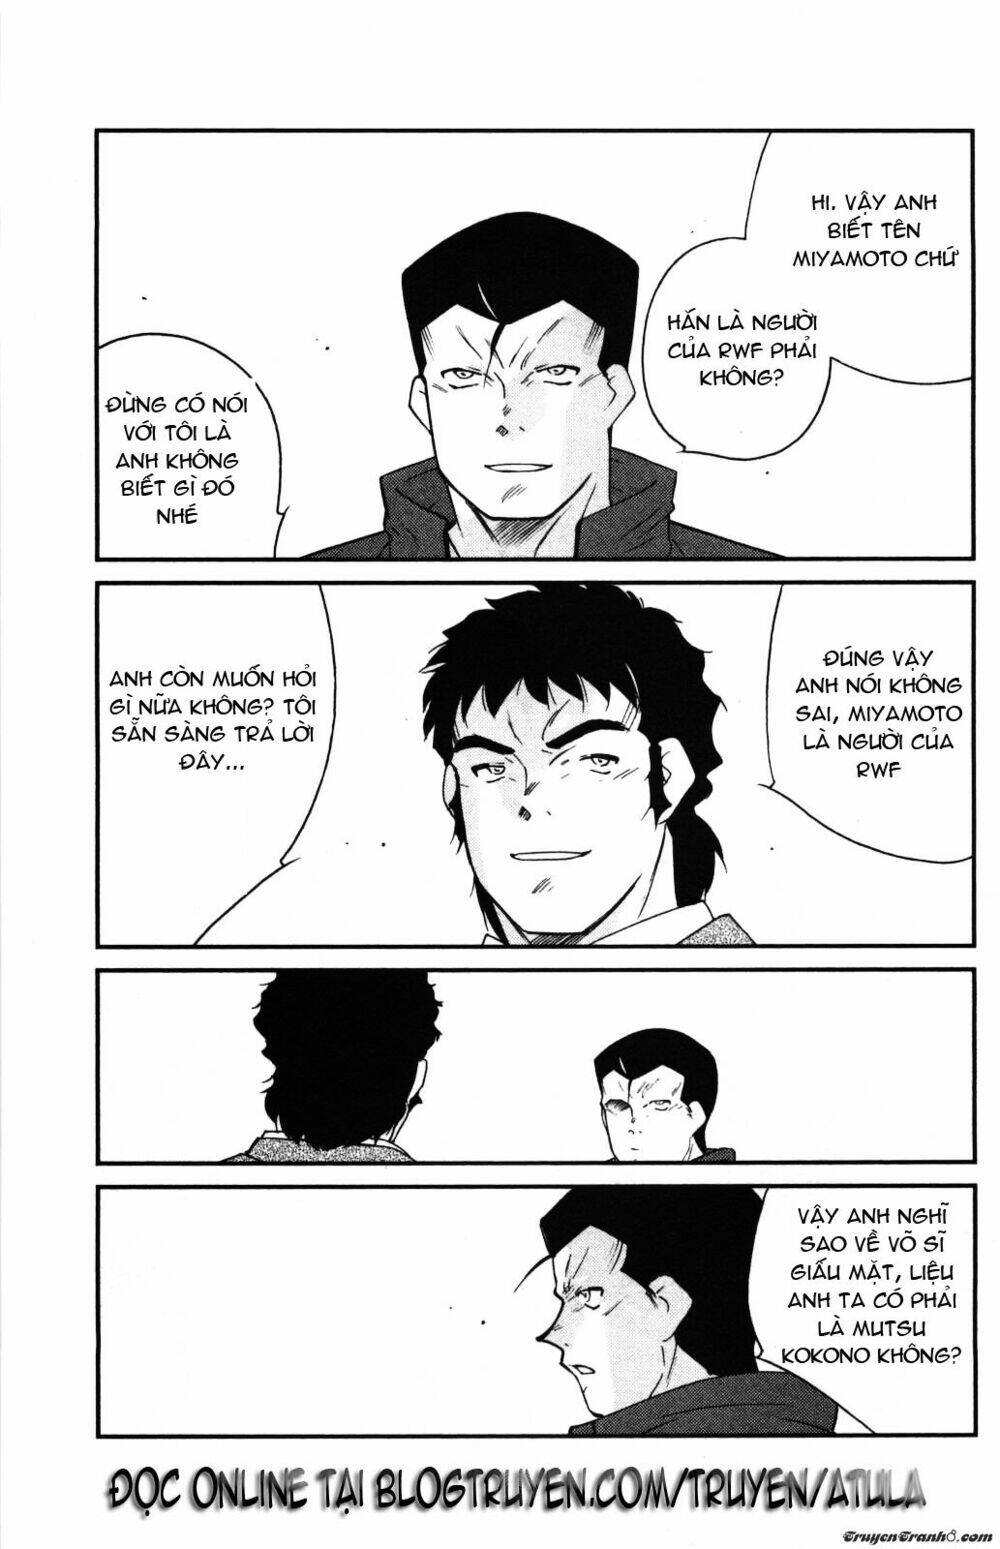 HI. VẬY ANH
BIẾT TÊN
MIYAMOTO CHỨ
HẮN LÀ NGƯỜI
CỦA RWF PHẢI
KHÔNG?
ĐỪNG CÓ NÓI
VỚI TÔI LÀ
ANH KHÔNG
BIẾT GÌ ĐÓ
NHÉ
ĐÚNG VẬY
ANH NÓI KHÔNG
SAI, MIYAMOTO
LÀ NGƯỜI CỦA
RWF
ANH CÒN MUỐN HỎI
GÌ NỮA KHÔNG? TÔI
SẴN SÀNG TRẢ LỜI
ĐÂY...
VẬY ANH NGHĨ
SAO VỀ VÕ SĨ
GIẤU MẶT, LIỆU
ANH TA CÓ PHẢI
LÀ MUTSU
KOKONO KHÔNG?
ĐỌC ONLINE TẠI BLOGTRUYEN.COM/TRUYEN/ATULA
TruyenTranh8.com